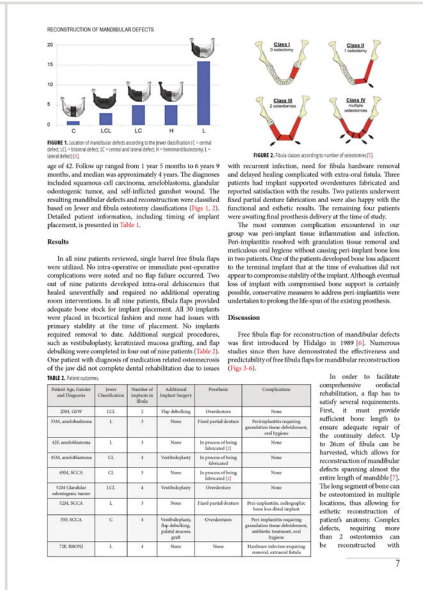 RECONSTRUCTION OF MANDIBULAR DEFECTS
20
15
10
5
0
C
LCL
LC
H
L
FIGURE 1. Location of mandibular defects according to the Jewer classification (C = central
defect; LCL = bilateral defect; LC = central and lateral defect; H = hemimandibulectomy; L =
lateral defect) [3].
Class I
0 osteotomy
Class II
1 osteotomy
Class III
2 osteotomies
Class IV
multiple
osteotomies
FIGURE 2. Fibula classes according to number of osteotomies [5].
age of 42. Follow up ranged from 1 year 5 months to 6 years 9
months, and median was approximately 4 years. The diagnoses
included squamous cell carcinoma, ameloblastoma, glandular
odontogenic tumor, and self-inflicted gunshot wound. The
resulting mandibular defects and reconstruction were classified
based on Jewer and fibula osteotomy classifications (Figs 1, 2).
Detailed patient information, including timing of implant
placement, is presented in Table 1.
Results
In all nine patients reviewed, single barrel free fibula flaps
were utilized. No intra-operative or immediate post-operative
complications were noted and no flap failure occurred. Two
out of nine patients developed intra-oral dehiscences that
healed uneventfully and required no additional operating
room interventions. In all nine patients, fibula flaps provided
adequate bone stock for implant placement. All 30 implants
were placed in bicortical fashion and none had issues with
primary stability at the time of placement. No implants
required removal to date. Additional surgical procedures,
such as vestibuloplasty, keratinized mucosa grafting, and flap
debulking were completed in four out of nine patients (Table 2).
One patient with diagnosis of medication related osteonecrosis
of the jaw did not complete dental rehabilitation due to issues
with recurrent infection, need for fibula hardware removal
and delayed healing complicated with extra-oral fistula. Three
patients had implant supported overdentures fabricated and
reported satisfaction with the results. Two patients underwent
fixed partial denture fabrication and were also happy with the
functional and esthetic results. The remaining four patients
were awaiting final prosthesis delivery at the time of study.
The most common complication encountered in our
group was peri-implant tissue inflammation and infection.
Peri-implantitis resolved with granulation tissue removal and
meticulous oral hygiene without causing peri-implant bone loss
in two patients. One of the patients developed bone loss adjacent
to the terminal implant that at the time of evaluation did not
appear to compromise stability of the implant. Although eventual
loss of implant with compromised bone support is certainly
possible, conservative measures to address peri-implantitis were
undertaken to prolong the life-span of the existing prosthesis.
Discussion
Free fibula flap for reconstruction of mandibular defects
was first introduced by Hidalgo in 1989 [6]. Numerous
studies since then have demonstrated the effectiveness and
predictability of free fibula flaps for mandibular reconstruction
(Figs 3-6).
TABLE 2. Patient outcomes.
Patient Age, Gender and Diagnosis | Jewer Classification | Number of implants in fibula | Additional Implant Surgery | Prosthesis | Complications
20M, GSW | LCL | 2 | Flap debulking | Overdenture | None
35M, ameloblastoma | L | 3 | None | Fixed partial denture | Peri-implantitis requiring granulation tissue debridement, oral hygiene
42F, ameloblastoma | L | 3 | None | In process of being fabricated [2] | None
45M, ameloblastoma | CL | 4 | Vestibuloplasty | In process of being fabricated | None
49M, SCCA | CL | 3 | None | In process of being fabricated [2] | None
52M Glandular odontogenic tumor | LCL | 4 | Vestibuloplasty | Overdenture | None
52M, SCCA | L | 3 | None | Fixed partial denture | Peri-implantitis, radiographic bone loss distal implant
59F, SCCA | C | 4 | Vestibuloplasty, flap debulking, palatal mucosa graft | Overdentures | Peri-implantitis requiring granulation tissue debridement, antibiotic treatment, oral hygiene
72F, BRONJ | L | 4 | None | None | Hardware infection requiring removal, extraoral fistula
In order to facilitate
comprehensive orofacial
rehabilitation, a flap has to
satisfy several requirements.
First, it must provide
sufficient bone length to
ensure adequate repair of
the continuity defect. Up
to 26cm of fibula can be
harvested, which allows for
reconstruction of mandibular
defects spanning almost the
entire length of mandible [7].
The long segment of bone can
be osteotomized in multiple
locations, thus allowing for
esthetic reconstruction of
patient's anatomy. Complex
defects, requiring more
than 2 osteotomies can
be reconstructed with
7